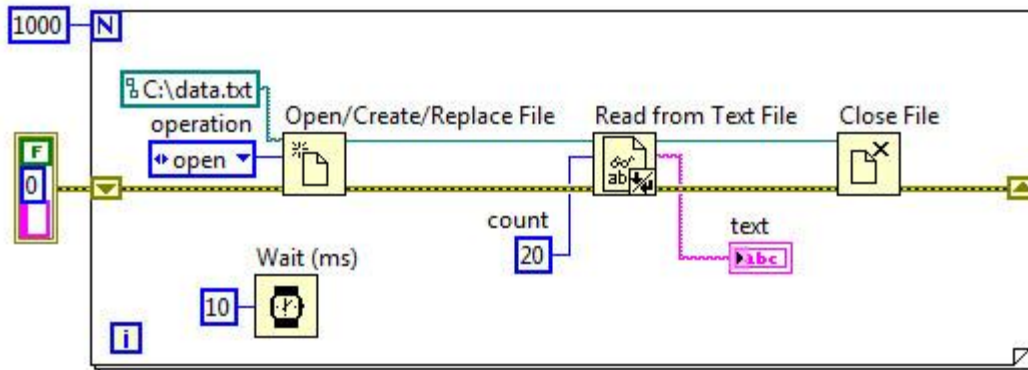 1000
N
C:\data.txt
operation
open
Open/Create/Replace File
Read from Text File
Close File
F
0
count
20
text
abc
Wait (ms)
10
i